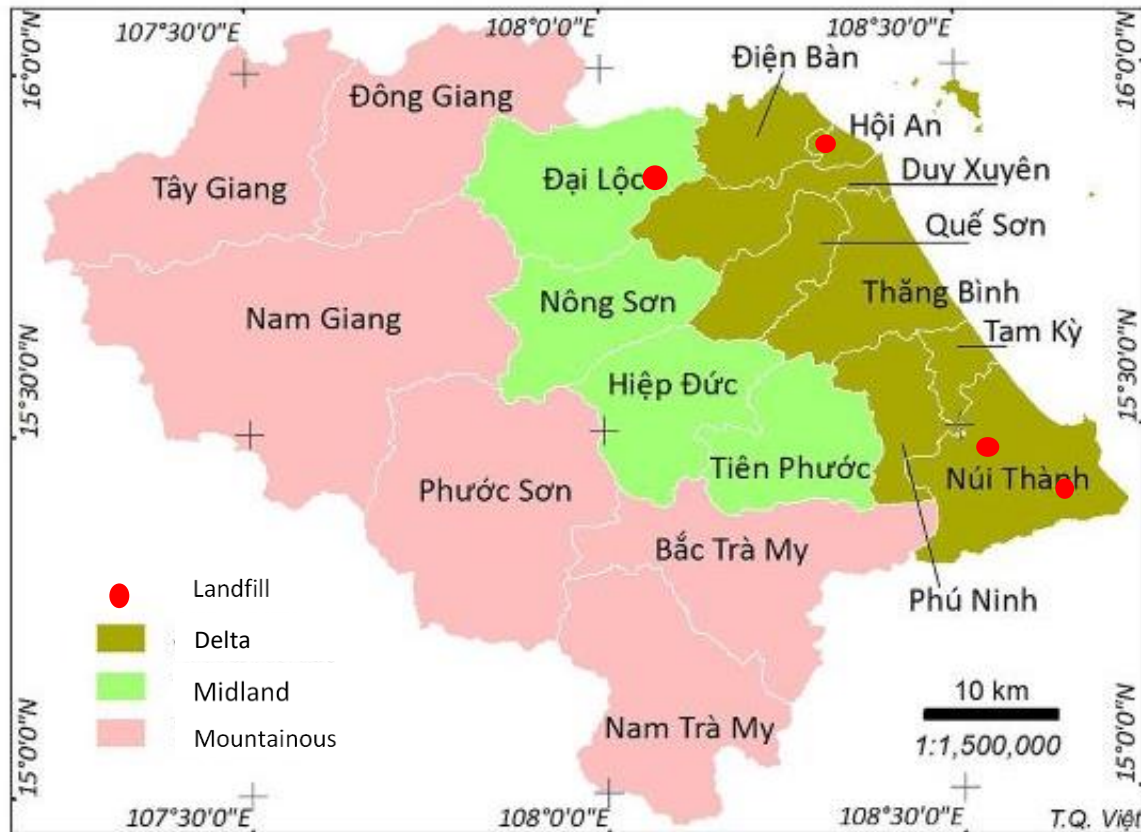 107°30'0"E
108°0'0"E
108°30'0"E
16°0'0"N
16°0'0"N
Điện Bàn
Đông Giang
Hội An
Duy Xuyên
Đại Lộc
Tây Giang
Quế Sơn
Thăng Bình
Nông Sơn
Nam Giang
Tam Kỳ
15°30'0"N
15°30'0"N
Hiệp Đức
Tiên Phước
Núi Thành
Phước Sơn
Bắc Trà My
Phú Ninh
Landfill
Delta
Midland
Mountainous
10 km
1:1,500,000
Nam Trà My
15°0'0"N
15°0'0"N
107°30'0"E
108°0'0"E
108°30'0"E
T.Q. Việt